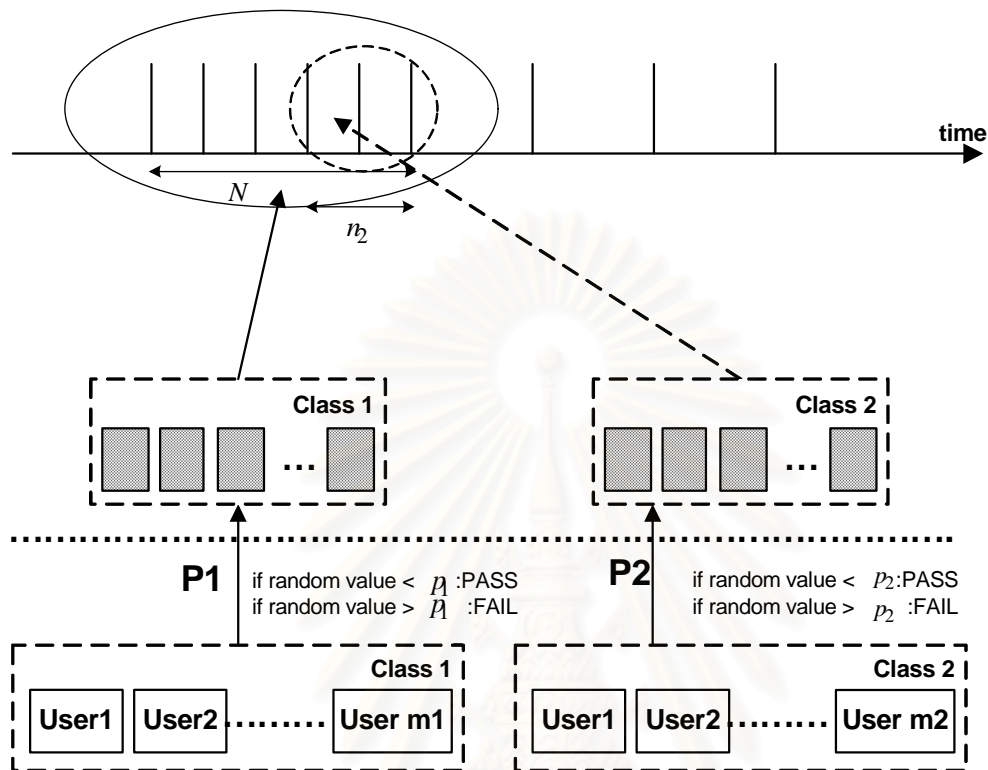 time
N
n2
Class 1
Class 2
...
...
P1
if random value < p1 :PASS
if random value > p1 :FAIL
P2
if random value < p2:PASS
if random value > p2 :FAIL
Class 1
Class 2
User1
User2
.........
User m1
User1
User2
.........
User m2